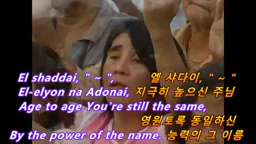 El shaddai, " ~ ", 엘 샤다이, " ~ "
El-elyon na Adonai, 지극히 높으신 주님
Age to age You're still the same,
영원토록 동일하신
By the power of the name. 능력의 그 이름